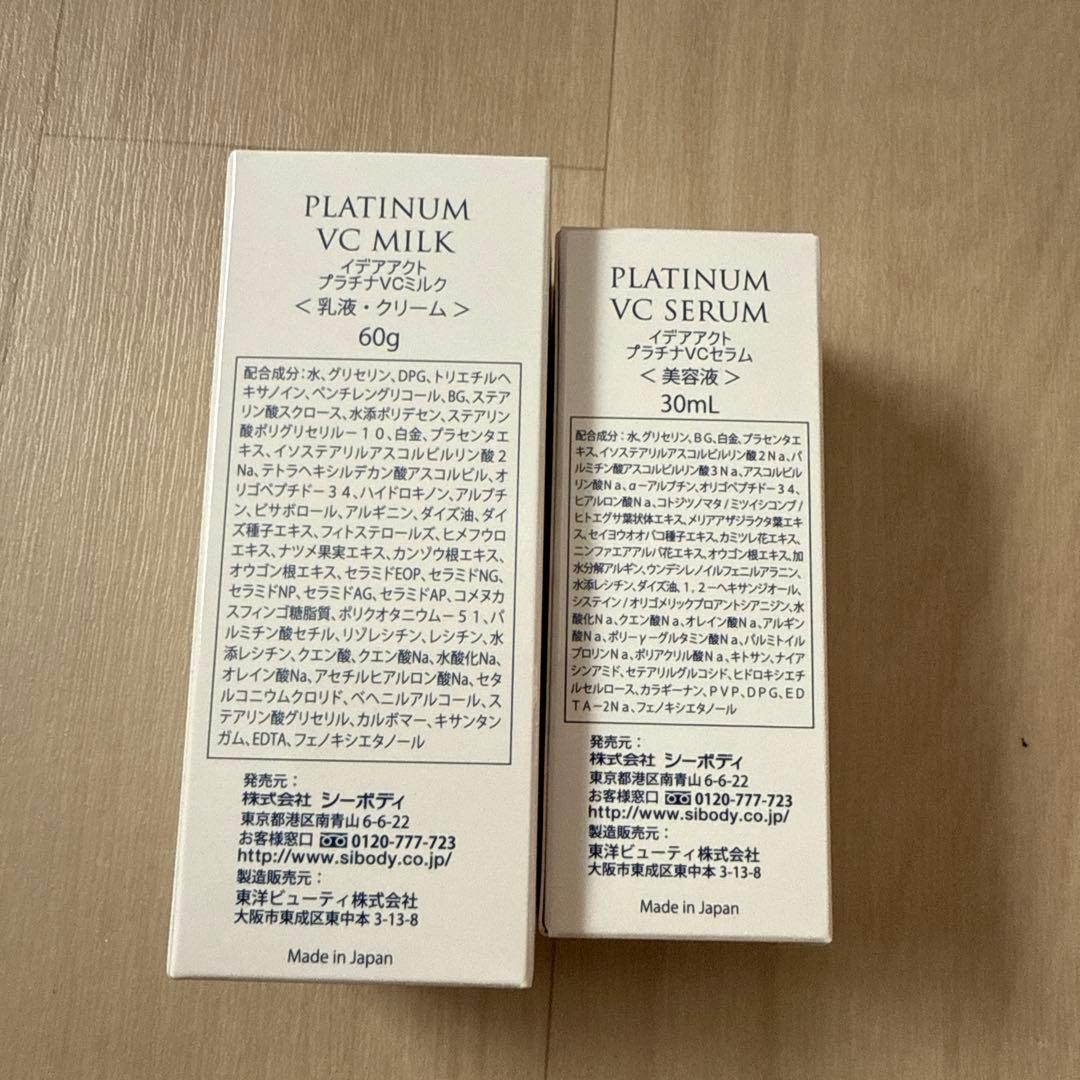 PLATINUM
VC MILK
イデアアクト
プラチナVCミルク
＜ 乳液・クリーム ＞
60g
配合成分：水、グリセリン、DPG、トリエチルヘ
キサノイン、ペンチレングリコール、BG、ステア
リン酸スクロース、水添ポリデセン、ステアリン
酸ポリグリセリル－１０、白金、プラセンタエ
キス、イソステアリルアスコルビルリン酸２
Na、テトラヘキシルデカン酸アスコルビル、オ
リゴペプチド－３４、ハイドロキノン、アルブチ
ン、ビサボロール、アルギニン、ダイズ油、ダイ
ズ種子エキス、フィトステロールズ、ヒメフウロ
エキス、ナツメ果実エキス、カンゾウ根エキス、
オウゴン根エキス、セラミドEOP、セラミドNG、
セラミドNP、セラミドAG、セラミドAP、コメヌカ
スフィンゴ糖脂質、ポリクオタニウム－５１、パ
ルミチン酸セチル、リゾレシチン、レシチン、水
添レシチン、クエン酸、クエン酸Na、水酸化Na、
オレイン酸Na、アセチルヒアルロン酸Na、セタ
ルコニウムクロリド、ベヘニルアルコール、ス
テアリン酸グリセリル、カルボマー、キサンタン
ガム、EDTA、フェノキシエタノール
発売元：
株式会社 シーボディ
東京都港区南青山 6-6-22
お客様窓口 0120-777-723
http://www.sibody.co.jp/
製造販売元：
東洋ビューティ株式会社
大阪市東成区東中本 3-13-8
Made in Japan
PLATINUM
VC SERUM
イデアアクト
プラチナVCセラム
＜ 美容液 ＞
30mL
配合成分：水、グリセリン、ＢＧ、白金、プラセンタエ
キス、イソステアリルアスコルビルリン酸２Ｎａ、パ
ルミチン酸アスコルビルリン酸３Ｎａ、アスコルビル
リン酸Ｎａ、α－アルブチン、オリゴペプチド－３４、
ヒアルロン酸Ｎａ、コトジツノマタ/ミツイシコンブ/
ヒトエグサ葉状体エキス、メリアアザジラクタ葉エキ
ス、セイヨウオオバコ種子エキス、カミツレ花エキス、
ニンファエアアルバ花エキス、オウゴン根エキス、加
水分解アルギン、ウンデシレノイルフェニルアラニン、
水添レシチン、ダイズ油、１，２－ヘキサンジオール、
システイン/オリゴメリックプロアントシアニジン、水
酸化Ｎａ、クエン酸Ｎａ、オレイン酸Ｎａ、アルギン
酸Ｎａ、ポリ－γ－グルタミン酸Ｎａ、パルミトイル
プロリンＮａ、ポリアクリル酸Ｎａ、キトサン、ナイア
シンアミド、セテアリルグルコシド、ヒドロキシエチ
ルセルロース、カラギーナン、ＰＶＰ、ＤＰＧ、ＥＤ
ＴＡ－２Ｎａ、フェノキシエタノール
発売元：
株式会社 シーボディ
東京都港区南青山 6-6-22
お客様窓口 0120-777-723
http://www.sibody.co.jp/
製造販売元：
東洋ビューティ株式会社
大阪市東成区東中本 3-13-8
Made in Japan